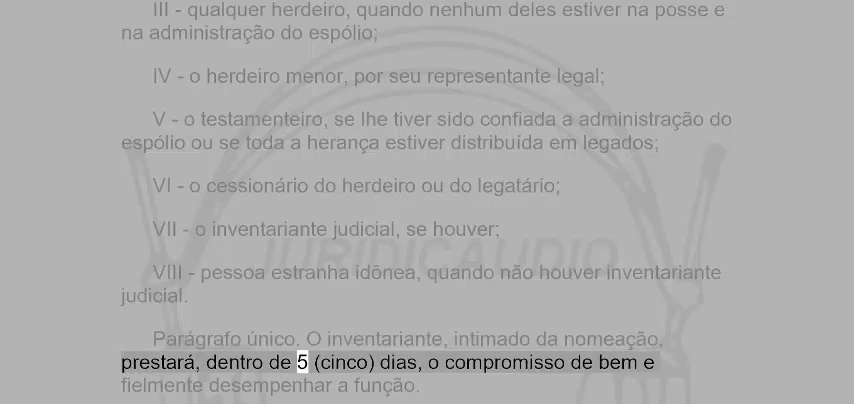 III - qualquer herdeiro, quando nenhum deles estiver na posse e
na administração do espólio;
IV - o herdeiro menor, por seu representante legal;
V - o testamenteiro, se lhe tiver sido confiada a administração do
espólio ou se toda a herança estiver distribuída em legados;
VI - o cessionário do herdeiro ou do legatário;
VII - o inventariante judicial, se houver;
JURIDICAUDIO
VIII - pessoa estranha idônea, quando não houver inventariante
judicial.
Parágrafo único. O inventariante, intimado da nomeação,
prestará, dentro de 5 (cinco) dias, o compromisso de bem e
fielmente desempenhar a função.